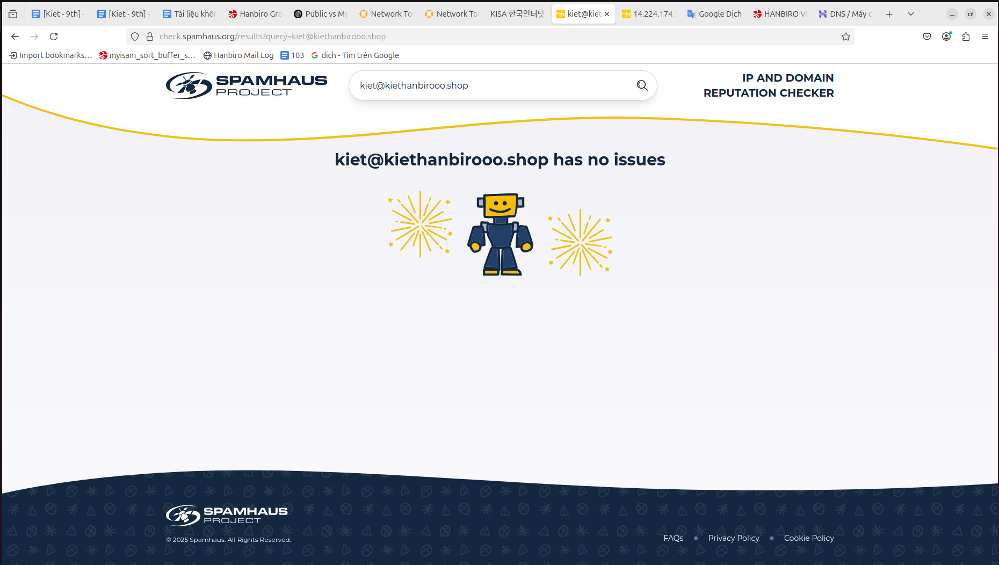 [Kiet - 9th] -
[Kiet - 9th] -
Tài liệu khôn
Hanbiro Gro
Public vs My
Network To
Network To
KISA 한국인터넷
kiet@kiet
14.224.174.
Google Dịch
HANBIRO V
DNS / Máy c
check.spamhaus.org/results?query=kiet@kiethanbirooo.shop
Import bookmarks...
myisam_sort_buffer_s...
Hanbiro Mail Log
103
dich - Tìm trên Google
SPAMHAUS
PROJECT
kiet@kiethanbirooo.shop
IP AND DOMAIN
REPUTATION CHECKER
kiet@kiethanbirooo.shop has no issues
SPAMHAUS
PROJECT
© 2025 Spamhaus. All Rights Reserved.
FAQs
Privacy Policy
Cookie Policy